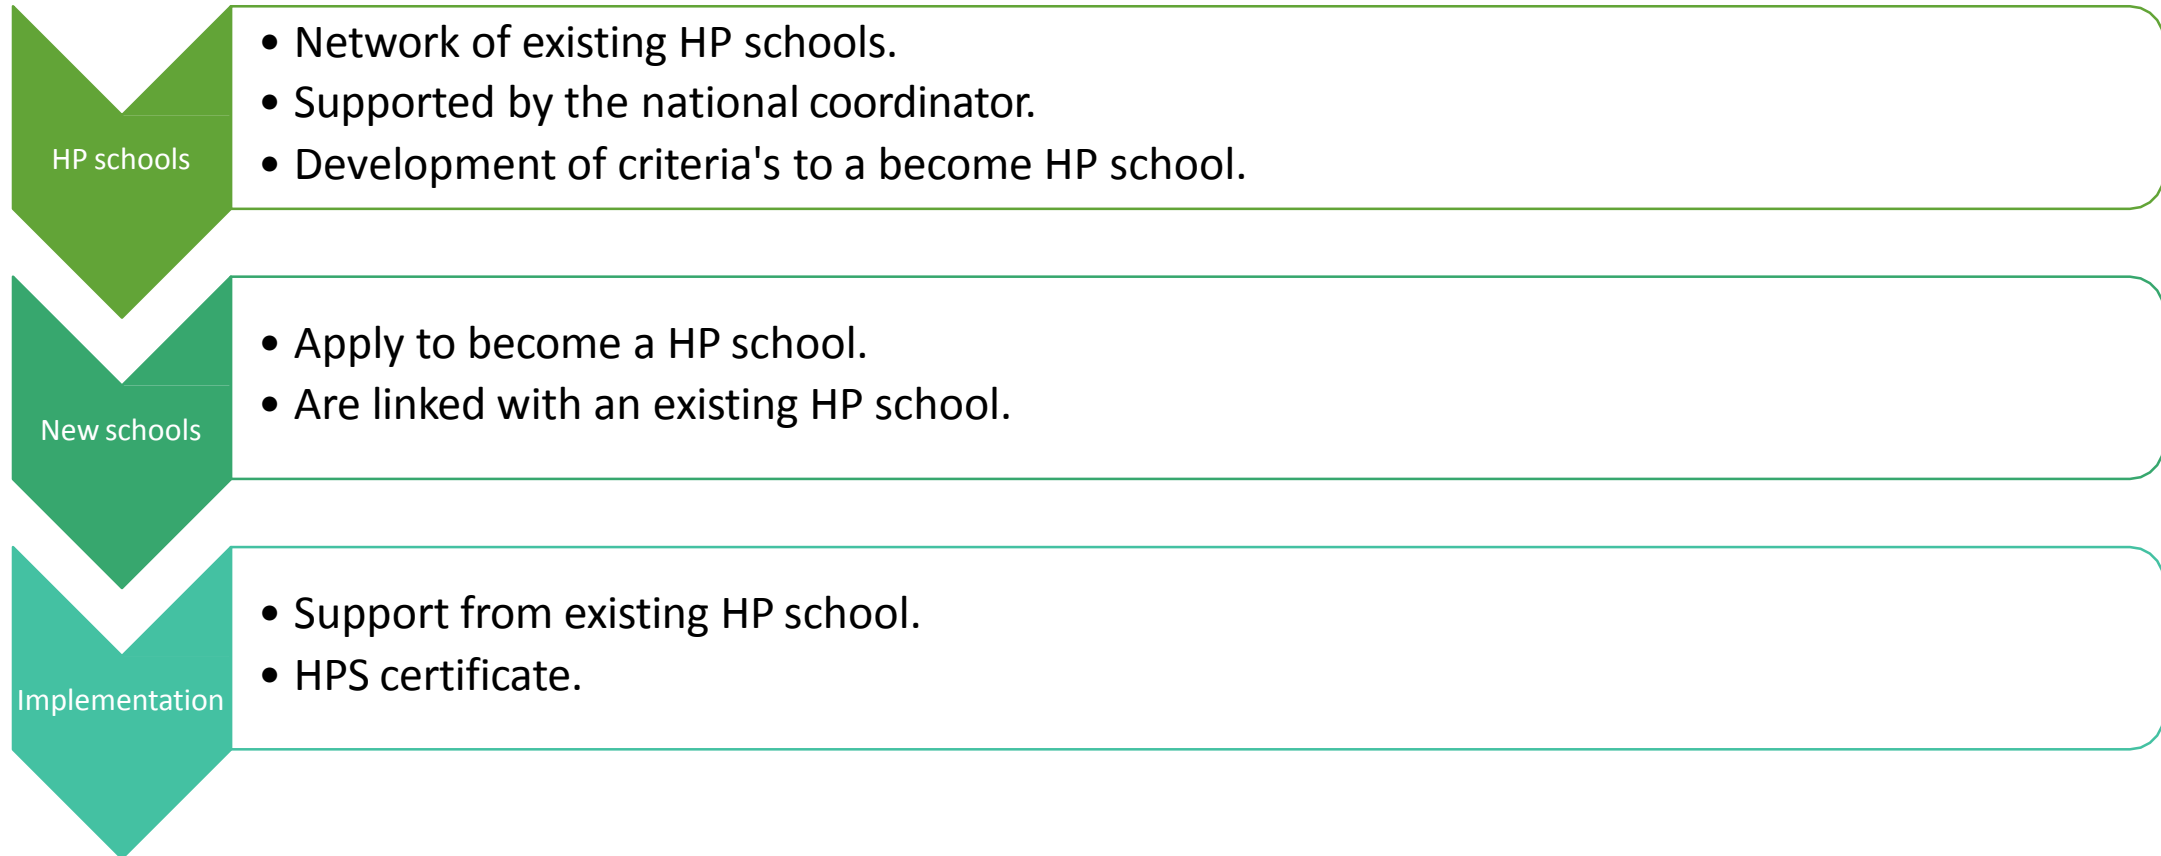 HP schools
• Network of existing HP schools.
• Supported by the national coordinator.
• Development of criteria's to a become HP school.
New schools
• Apply to become a HP school.
• Are linked with an existing HP school.
Implementation
• Support from existing HP school.
• HPS certificate.